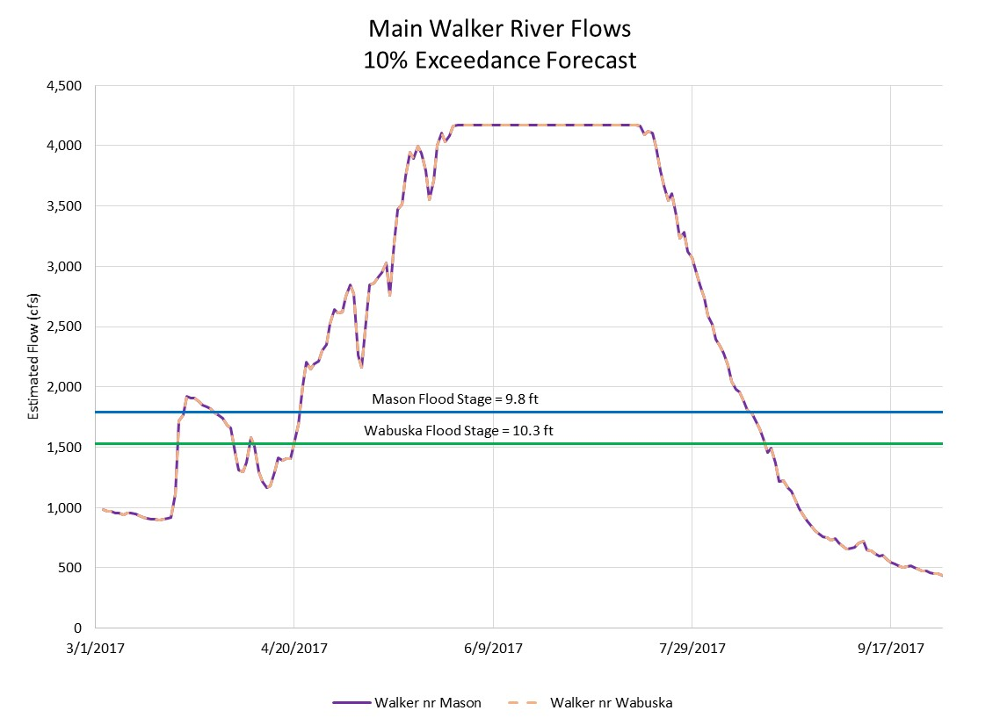 Main Walker River Flows
10% Exceedance Forecast
4,500
4,000
3,500
3,000
2,500
2,000
1,500
1,000
500
0
Estimated Flow (cfs)
Mason Flood Stage = 9.8 ft
Wabuska Flood Stage = 10.3 ft
3/1/2017 4/20/2017 6/9/2017 7/29/2017 9/17/2017
Walker nr Mason Walker nr Wabuska